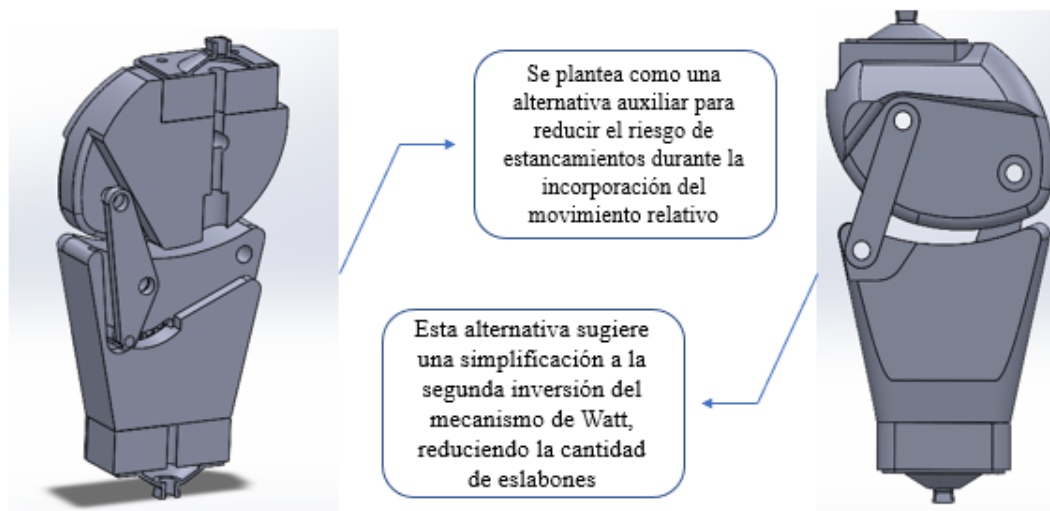 Se plantea como una
alternativa auxiliar para
reducir el riesgo de
estancamientos durante la
incorporación del
movimiento relativo
Esta alternativa sugiere
una simplificación a la
segunda inversión del
mecanismo de Watt,
reduciendo la cantidad
de eslabones